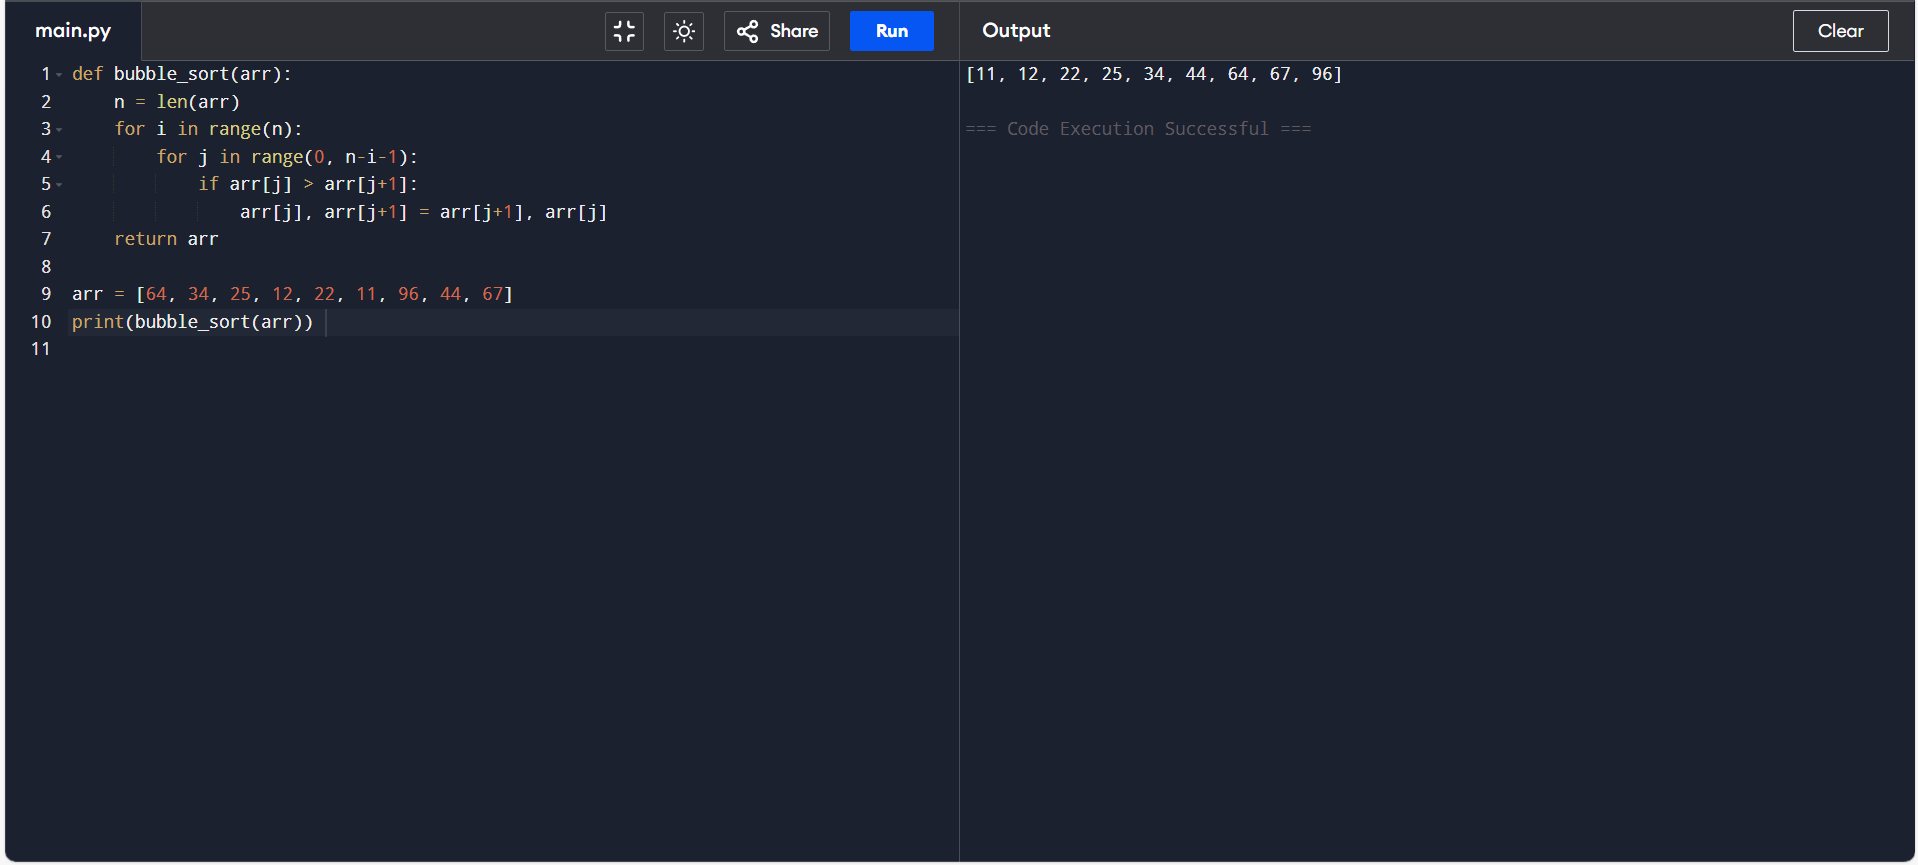 main.py
Share
Run
Output
Clear
1 def bubble_sort(arr):
2     n = len(arr)
3     for i in range(n):
4         for j in range(0, n-i-1):
5             if arr[j] > arr[j+1]:
6                 arr[j], arr[j+1] = arr[j+1], arr[j]
7     return arr
8
9 arr = [64, 34, 25, 12, 22, 11, 96, 44, 67]
10 print(bubble_sort(arr))
11
[11, 12, 22, 25, 34, 44, 64, 67, 96]
=== Code Execution Successful ===